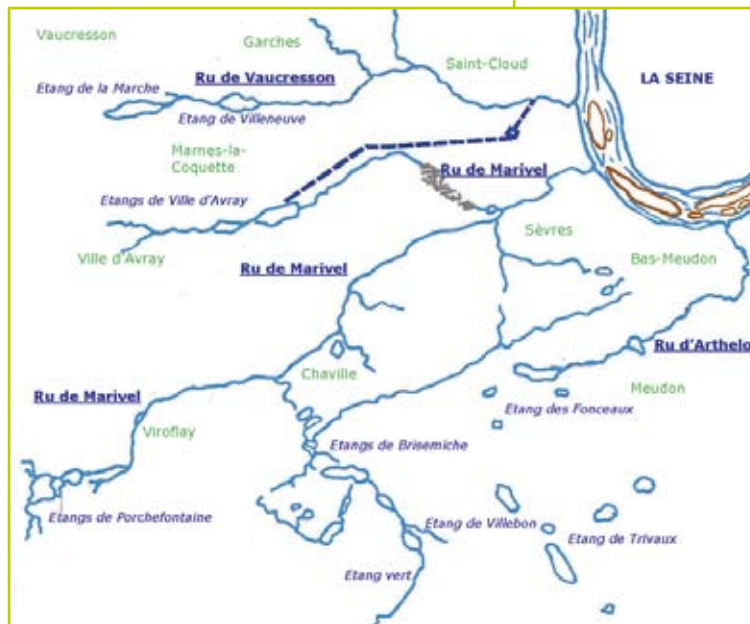 Vaucresson
Garches
Saint-Cloud
Ru de Vaucresson
LA SEINE
Etang de la Marche
Etang de Villeneuve
Marnes-la-
Coquette
Ru de Marivel
Etangs de Ville d'Avray
Sèvres
Ville d'Avray
Bas-Meudon
Ru de Marivel
Ru d'Arthelo
Chaville
Meudon
Ru de Marivel
Etang des Fonceaux
Viroflay
Etangs de Brisemiche
Etangs de Porchefontaine
Etang de Villebon
Etang de Trivaux
Etang vert